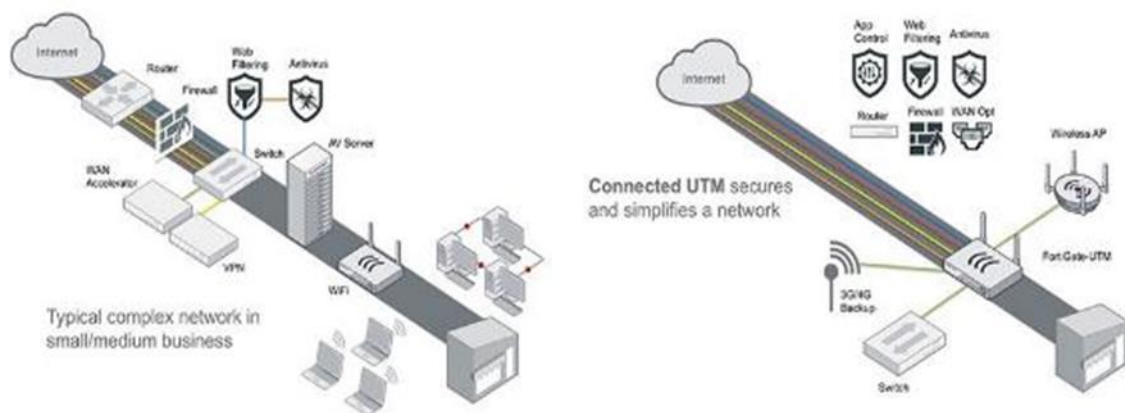 Internet
Router
Firewall
Web
Filtering
Antivirus
Switch
AV Server
WAN
Accelerator
VPN
WiFi
Typical complex network in
small/medium business
Internet
App
Control
Web
Filtering
Antivirus
Router
Firewall
WAN Opt
Wireless AP
Connected UTM secures
and simplifies a network
Fort Gate-UTM
3G/4G
Backup
Switch